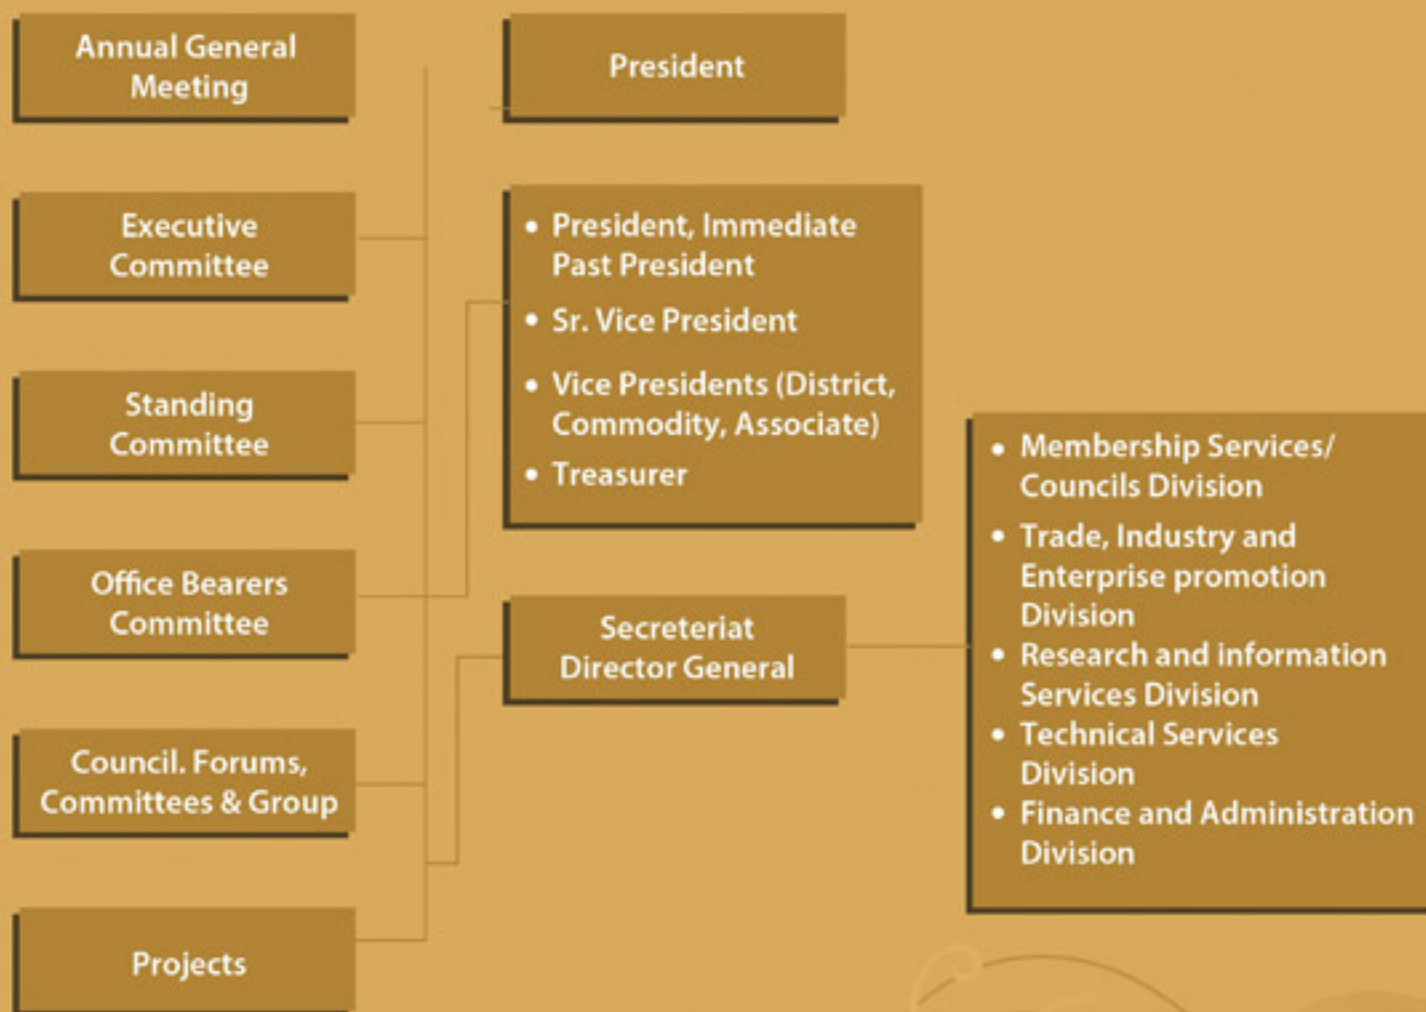 Annual General
Meeting
President
Executive
Committee
• President, Immediate
Past President
• Sr. Vice President
• Vice Presidents (District,
Commodity, Associate)
• Treasurer
Standing
Committee
Office Bearers
Committee
Secreteriat
Director General
• Membership Services/
Councils Division
• Trade, Industry and
Enterprise promotion
Division
• Research and information
Services Division
• Technical Services
Division
• Finance and Administration
Division
Council. Forums,
Committees & Group
Projects